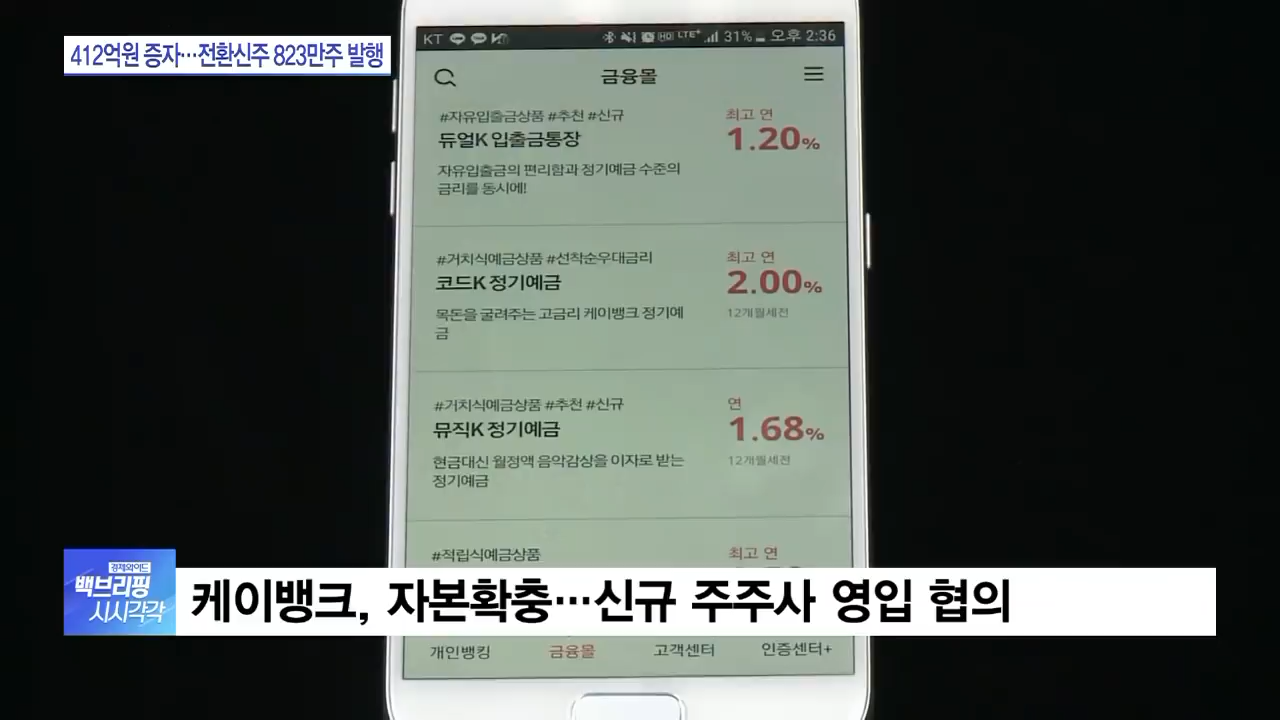 412억원 증자…전환신주 823만주 발행
KT
31% 오후 2:36
금융몰
#자유입출금상품 #추천 #신규
듀얼K 입출금통장
자유입출금의 편리함과 정기예금 수준의
금리를 동시에!
최고 연
1.20%
#거치식예금상품 #선착순우대금리
코드K 정기예금
목돈을 굴려주는 고금리 케이뱅크 정기예
금
최고 연
2.00%
12개월세전
#거치식예금상품 #추천 #신규
뮤직K 정기예금
현금대신 월정액 음악감상을 이자로 받는
정기예금
연
1.68%
12개월세전
#적립식예금상품
최고 연
경제와이드
백브리핑
시시각각
케이뱅크, 자본확충…신규 주주사 영입 협의
개인뱅킹
금융몰
고객센터
인증센터+